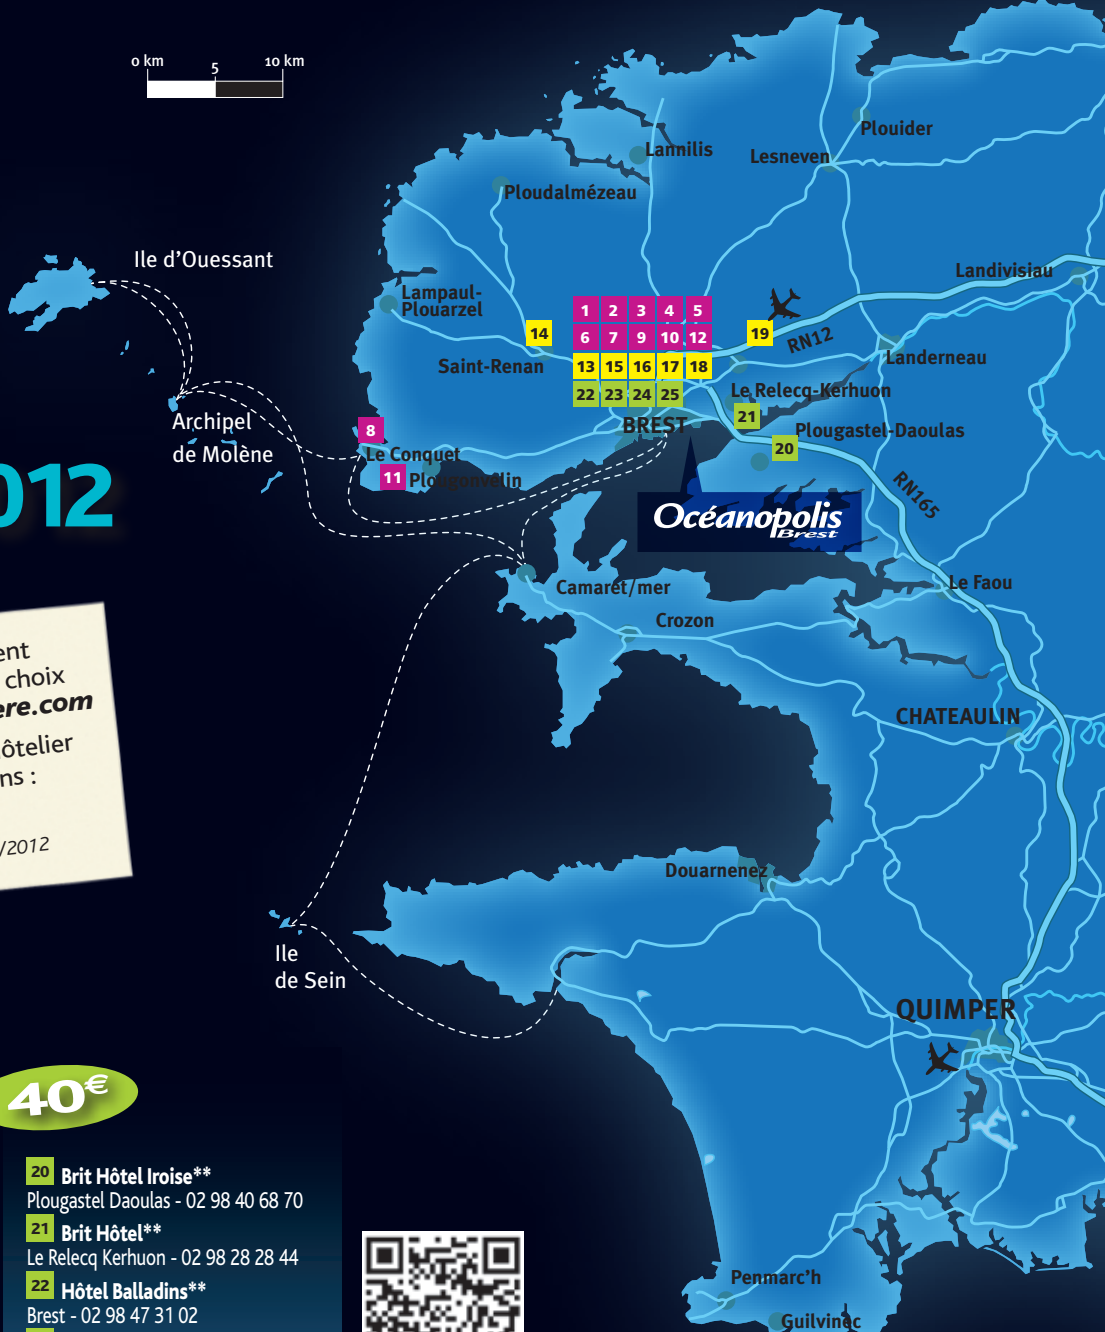 0 km
5
10 km
Plouider
Lannilis
Lesneven
Ploudalmézeau
Ile d'Ouessant
Landivisiau
Lampaul-
Plouarzel
1 2 3 4 5
14
19
6 7 9 10 12
RN12
Saint-Renan
13 15 16 17 18
Landerneau
22 23 24 25
Le Relecq-Kerhuon
21
Archipel
de Molène
8
BREST
Plougastel-Daoulas
20
Le Conquet
11 Plougonvelin
RN165
012
Océanopolis
Brest
Camaret/mer
Le Faou
Crozon
ent
choix
ere.com
ôtelier
ns :
/2012
CHATEAULIN
Douarnenez
Ile
de Sein
QUIMPER
40€
20 Brit Hôtel Iroise**
Plougastel Daoulas - 02 98 40 68 70
21 Brit Hôtel**
Le Relecq Kerhuon - 02 98 28 28 44
22 Hôtel Balladins**
Brest - 02 98 47 31 02
Penmarc'h
Guilvinec